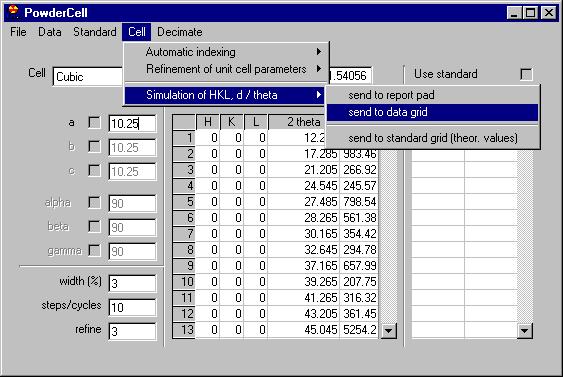 PowderCell
File Data Standard Cell Decimate
Automatic indexing
Refinement of unit cell parameters
Simulation of HKL, d / theta
send to report pad
send to data grid
send to standard grid (theor. values)
Cell Cubic 1.54056 Use standard
a 10.25
b 10.25
c 10.25
alpha 90
beta 90
gamma 90
width (%) 3
steps/cycles 10
refine 3
H K L 2 theta
1 0 0 0 12.2
2 0 0 0 17.285 983.46
3 0 0 0 21.205 266.92
4 0 0 0 24.545 245.57
5 0 0 0 27.485 798.54
6 0 0 0 28.265 561.38
7 0 0 0 30.165 354.42
8 0 0 0 32.645 294.78
9 0 0 0 37.165 657.99
10 0 0 0 39.265 207.75
11 0 0 0 41.265 316.32
12 0 0 0 43.205 361.45
13 0 0 0 45.045 5254.2